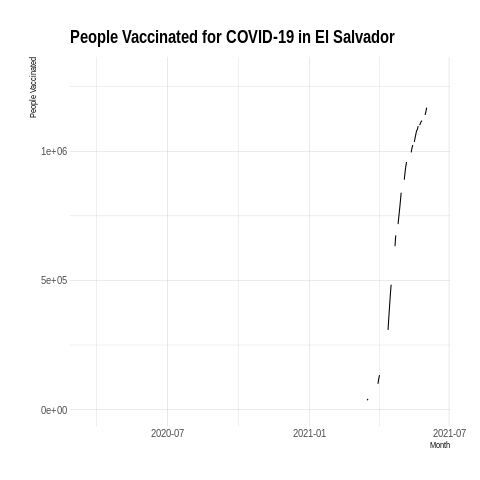 People Vaccinated for COVID-19 in El Salvador
People Vaccinated
1e+06
5e+05
0e+00
2020-07
2021-01
2021-07
Month